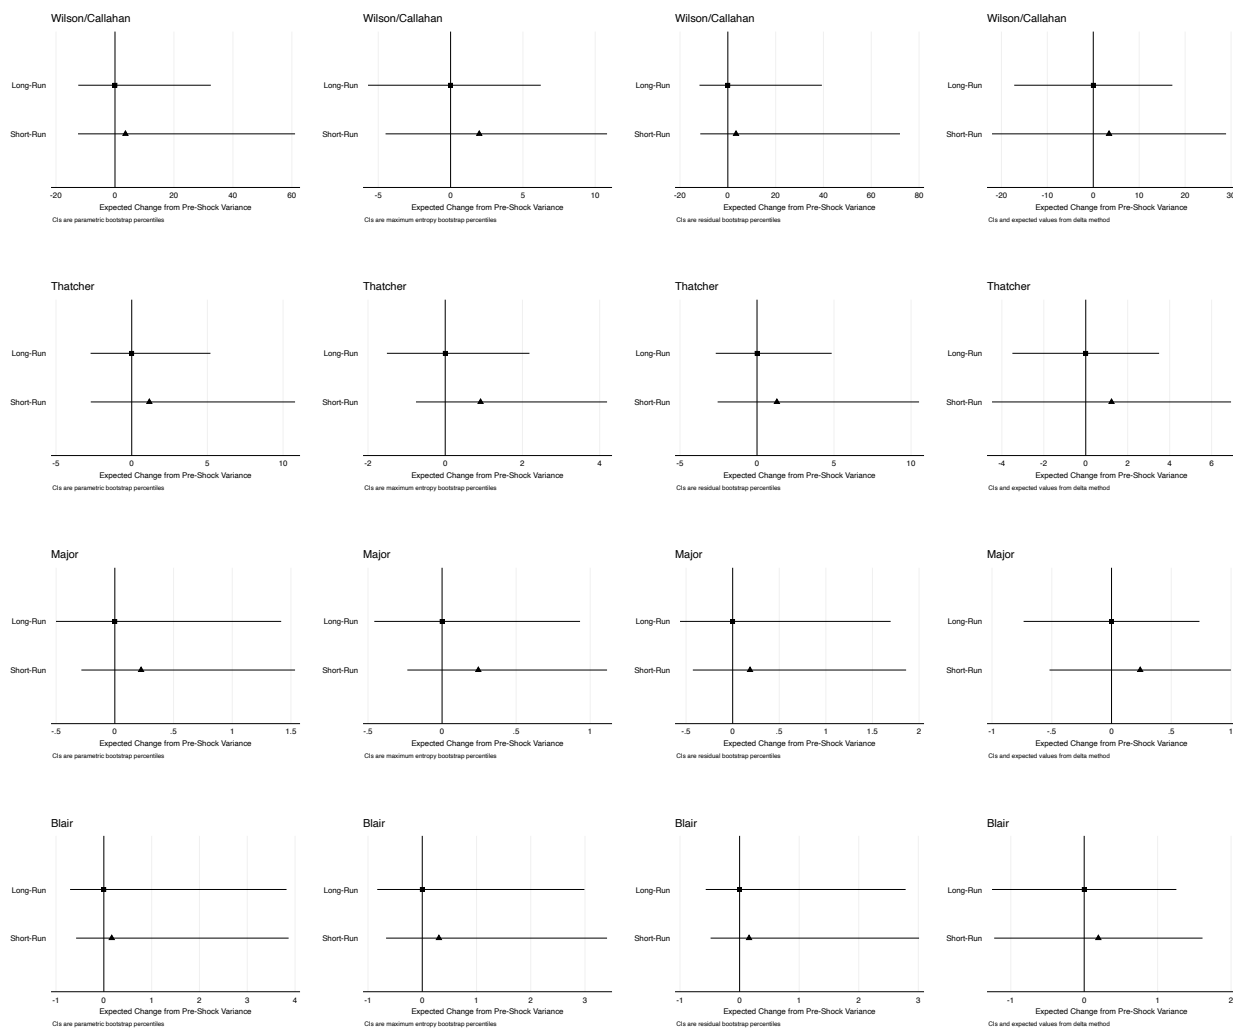 Wilson/Callahan
Long-Run
Short-Run
-20 0 20 40 60
Expected Change from Pre-Shock Variance
CIs are parametric bootstrap percentiles
Wilson/Callahan
Long-Run
Short-Run
-5 0 5 10
Expected Change from Pre-Shock Variance
CIs are maximum entropy bootstrap percentiles
Wilson/Callahan
Long-Run
Short-Run
-20 0 20 40 60 80
Expected Change from Pre-Shock Variance
CIs are residual bootstrap percentiles
Wilson/Callahan
Long-Run
Short-Run
-20 -10 0 10 20 30
Expected Change from Pre-Shock Variance
CIs and expected values from delta method
Thatcher
Long-Run
Short-Run
-5 0 5 10
Expected Change from Pre-Shock Variance
CIs are parametric bootstrap percentiles
Thatcher
Long-Run
Short-Run
-2 0 2 4
Expected Change from Pre-Shock Variance
CIs are maximum entropy bootstrap percentiles
Thatcher
Long-Run
Short-Run
-5 0 5 10
Expected Change from Pre-Shock Variance
CIs are residual bootstrap percentiles
Thatcher
Long-Run
Short-Run
-4 -2 0 2 4 6
Expected Change from Pre-Shock Variance
CIs and expected values from delta method
Major
Long-Run
Short-Run
-.5 0 .5 1 1.5
Expected Change from Pre-Shock Variance
CIs are parametric bootstrap percentiles
Major
Long-Run
Short-Run
-.5 0 .5 1
Expected Change from Pre-Shock Variance
CIs are maximum entropy bootstrap percentiles
Major
Long-Run
Short-Run
-.5 0 .5 1 1.5 2
Expected Change from Pre-Shock Variance
CIs are residual bootstrap percentiles
Major
Long-Run
Short-Run
-1 -.5 0 .5 1
Expected Change from Pre-Shock Variance
CIs and expected values from delta method
Blair
Long-Run
Short-Run
-1 0 1 2 3 4
Expected Change from Pre-Shock Variance
CIs are parametric bootstrap percentiles
Blair
Long-Run
Short-Run
-1 0 1 2 3
Expected Change from Pre-Shock Variance
CIs are maximum entropy bootstrap percentiles
Blair
Long-Run
Short-Run
-1 0 1 2 3
Expected Change from Pre-Shock Variance
CIs are residual bootstrap percentiles
Blair
Long-Run
Short-Run
-1 0 1 2
Expected Change from Pre-Shock Variance
CIs and expected values from delta method